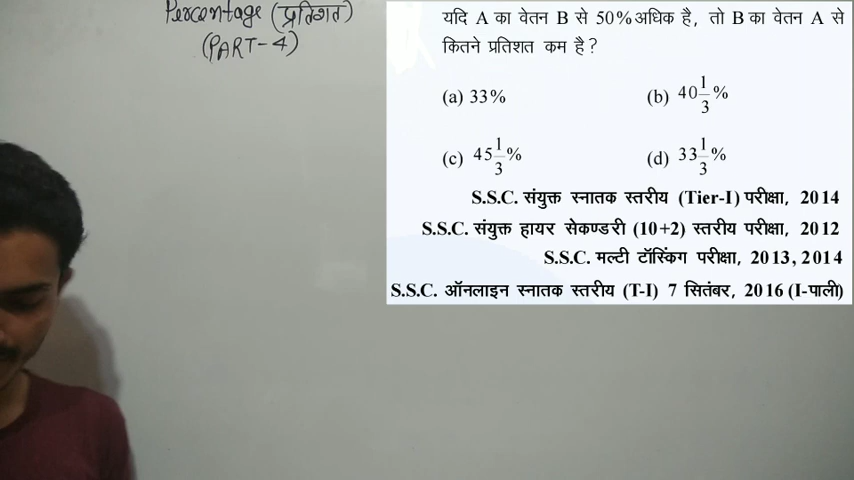 Percentage (प्रतिशत)
(PART-4)
यदि A का वेतन B से 50% अधिक है, तो B का वेतन A से
कितने प्रतिशत कम है?
(a) 33% (b) 40 1/3 %
(c) 45 1/3 % (d) 33 1/3 %
S.S.C. संयुक्त स्नातक स्तरीय (Tier-I) परीक्षा, 2014
S.S.C. संयुक्त हायर सेकण्डरी (10+2) स्तरीय परीक्षा, 2012
S.S.C. मल्टी टॉस्किंग परीक्षा, 2013, 2014
S.S.C. ऑनलाइन स्नातक स्तरीय (T-I) 7 सितंबर, 2016 (I-पाली)